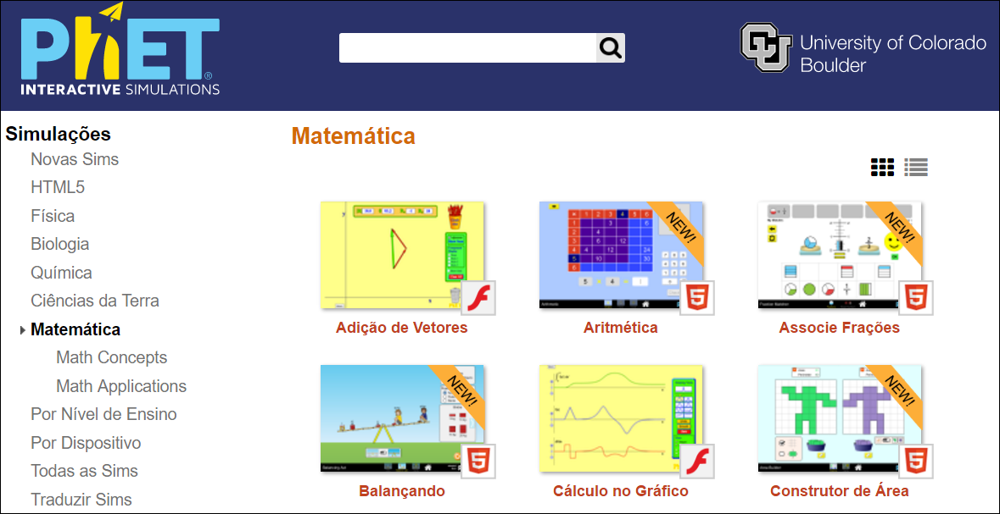 PhET
INTERACTIVE SIMULATIONS
University of Colorado
Boulder
Simulações
Novas Sims
HTML5
Física
Biologia
Química
Ciências da Terra
Matemática
Math Concepts
Math Applications
Por Nível de Ensino
Por Dispositivo
Todas as Sims
Traduzir Sims
Matemática
NEW!
NEW!
Adição de Vetores
Aritmética
Associe Frações
NEW!
NEW!
Balançando
Cálculo no Gráfico
Construtor de Área